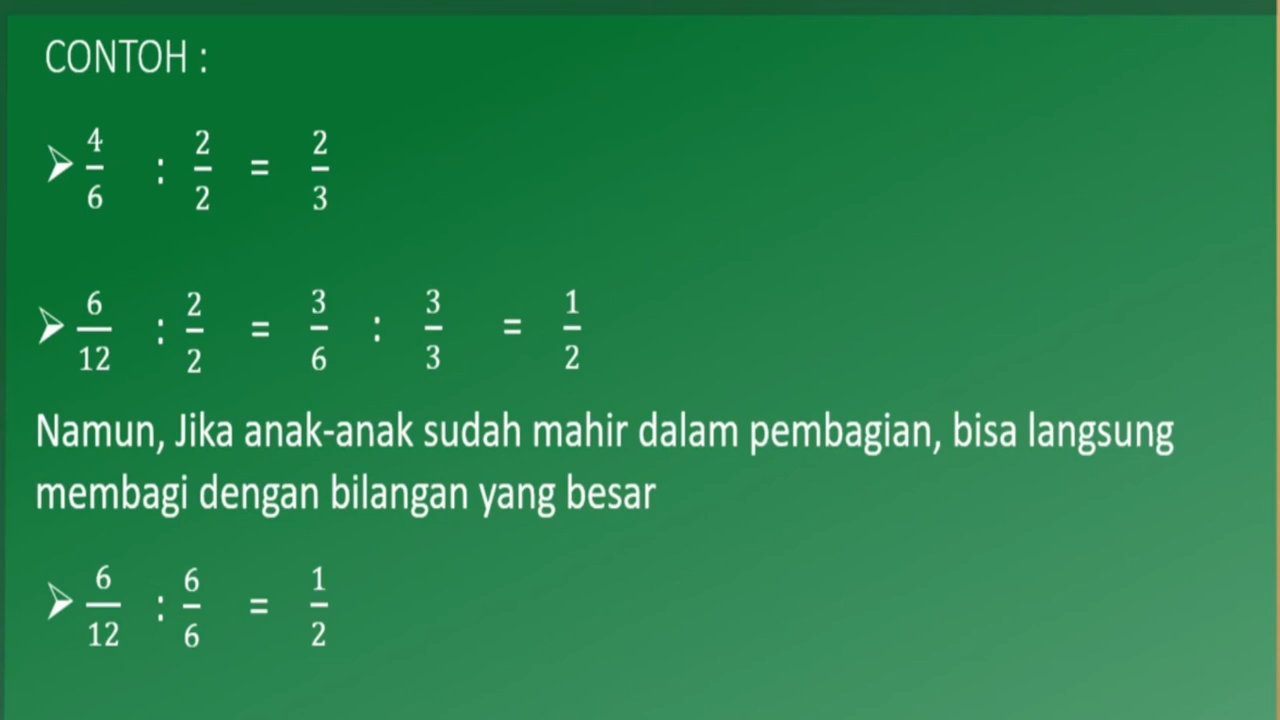 CONTOH :
➢ 4/6 : 2/2 = 2/3
➢ 6/12 : 2/2 = 3/6 : 3/3 = 1/2
Namun, Jika anak-anak sudah mahir dalam pembagian, bisa langsung
membagi dengan bilangan yang besar
➢ 6/12 : 6/6 = 1/2